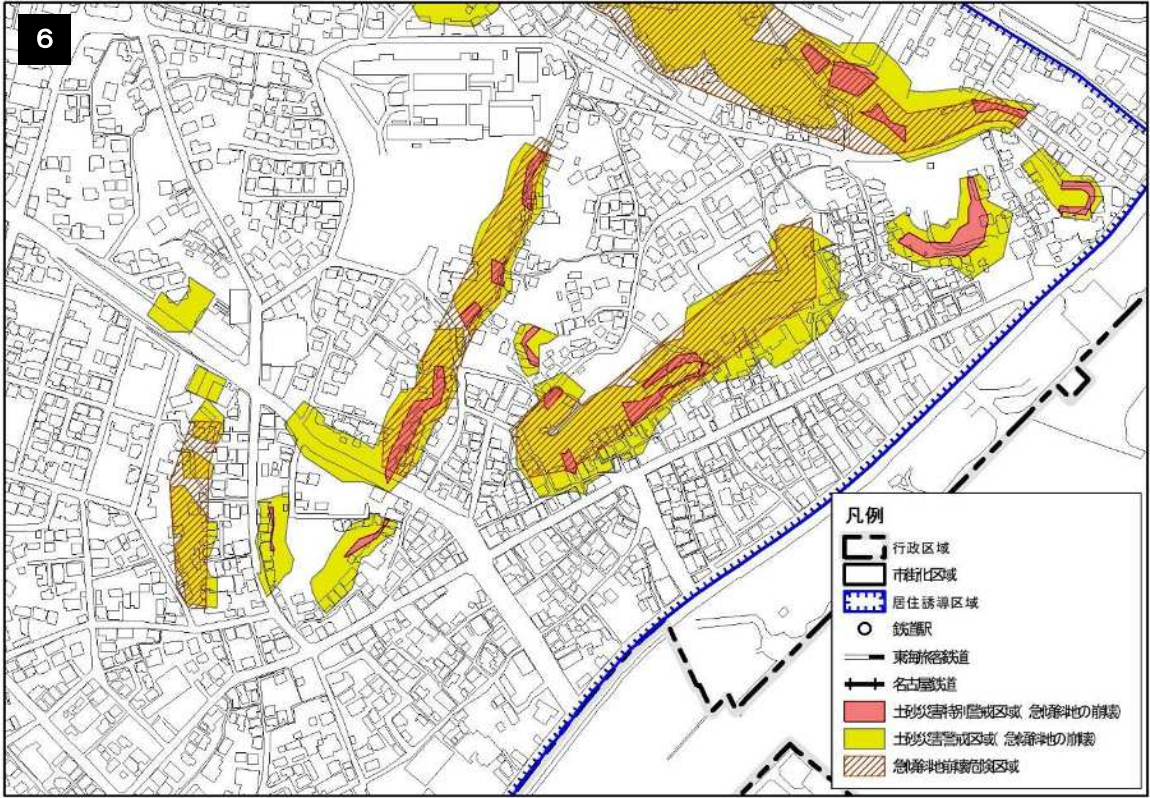 6
凡例
行政区域
市街化区域
居住誘導区域
鉄道駅
東海旅客鉄道
名古屋鉄道
土砂災害特別警戒区域(急傾斜地の崩壊)
土砂災害警戒区域(急傾斜地の崩壊)
急傾斜地崩壊危険区域